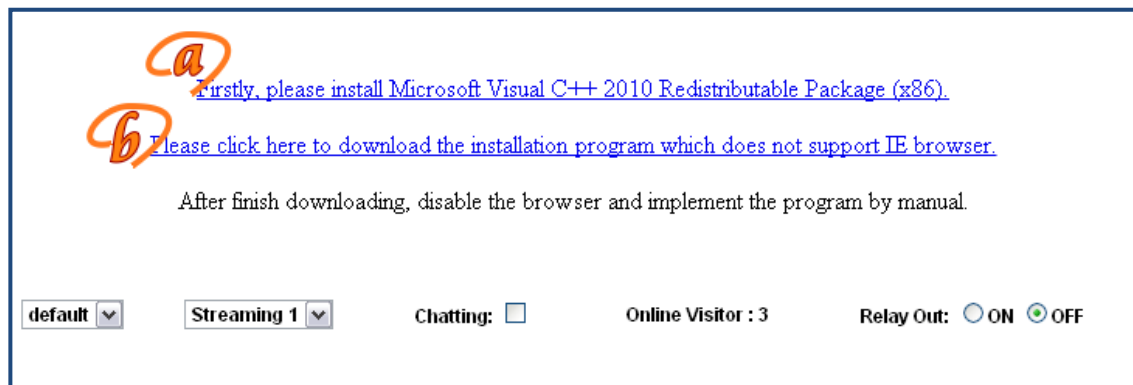 a
Firstly, please install Microsoft Visual C++ 2010 Redistributable Package (x86).
b
Please click here to download the installation program which does not support IE browser.
After finish downloading, disable the browser and implement the program by manual.
default Streaming 1 Chatting: Online Visitor : 3 Relay Out: ON OFF